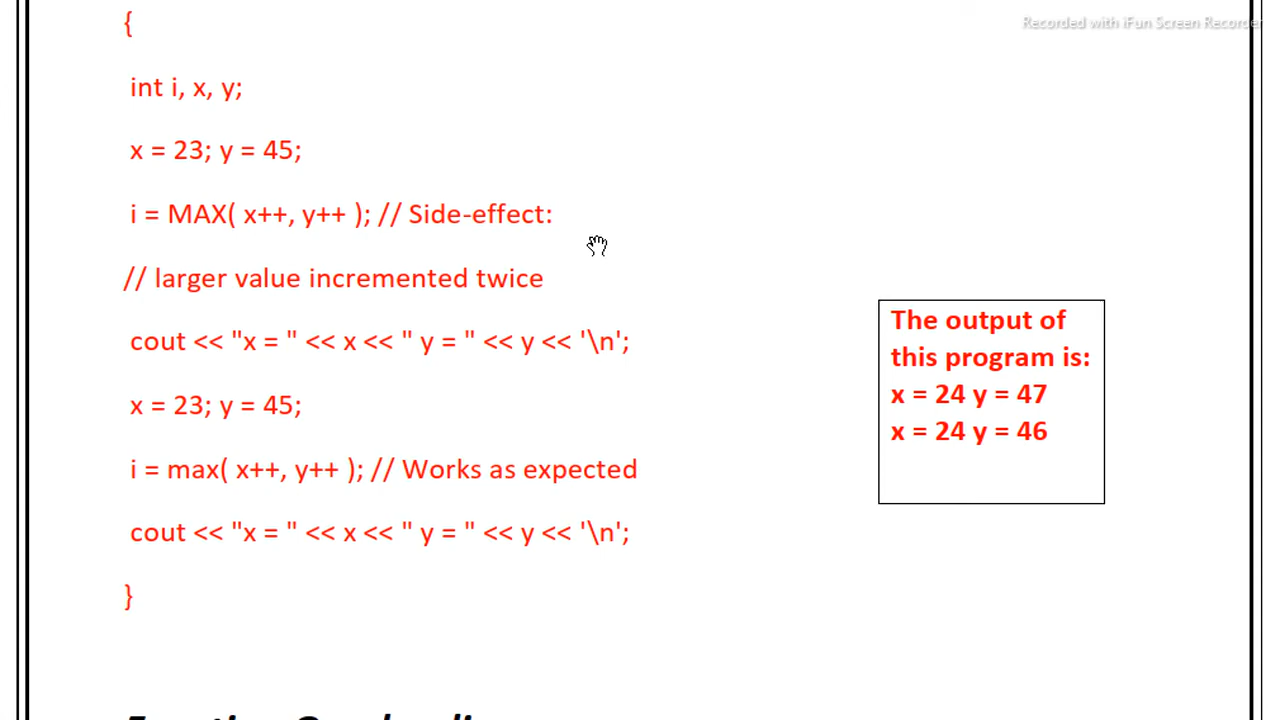 Recorded with iFun Screen Recorder
{
int i, x, y;
x = 23; y = 45;
i = MAX( x++, y++ ); // Side-effect:
// larger value incremented twice
cout << "x = " << x << " y = " << y << '\n';
x = 23; y = 45;
i = max( x++, y++ ); // Works as expected
cout << "x = " << x << " y = " << y << '\n';
}
The output of
this program is:
x = 24 y = 47
x = 24 y = 46